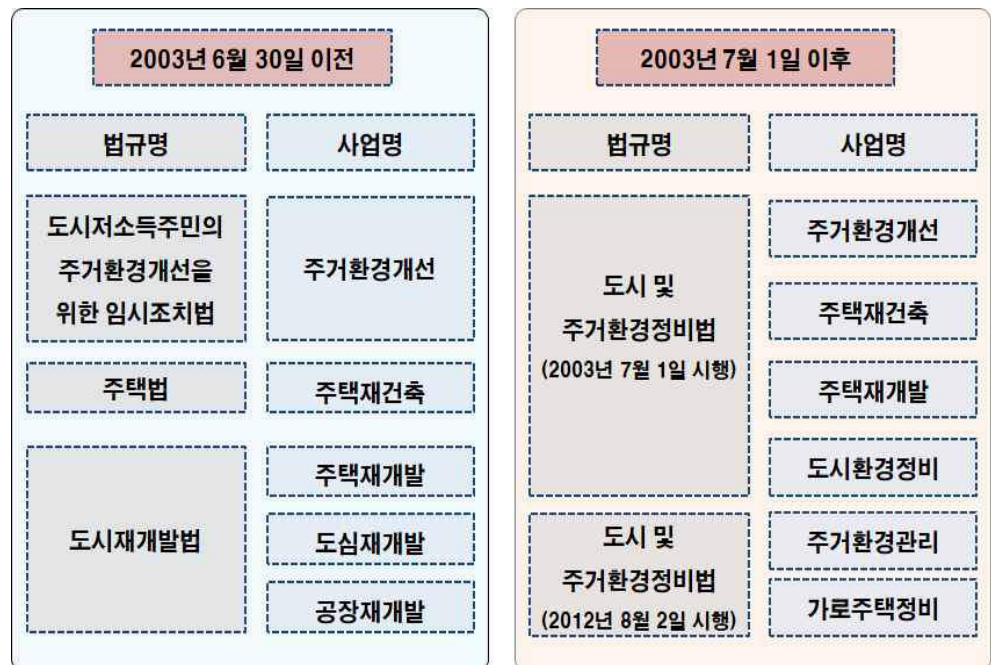 2003년 6월 30일 이전
법규명
사업명
도시저소득주민의
주거환경개선을
위한 임시조치법
주거환경개선
주택법
주택재건축
도시재개발법
주택재개발
도심재개발
공장재개발
2003년 7월 1일 이후
법규명
사업명
도시 및
주거환경정비법
(2003년 7월 1일 시행)
주거환경개선
주택재건축
주택재개발
도시환경정비
도시 및
주거환경정비법
(2012년 8월 2일 시행)
주거환경관리
가로주택정비